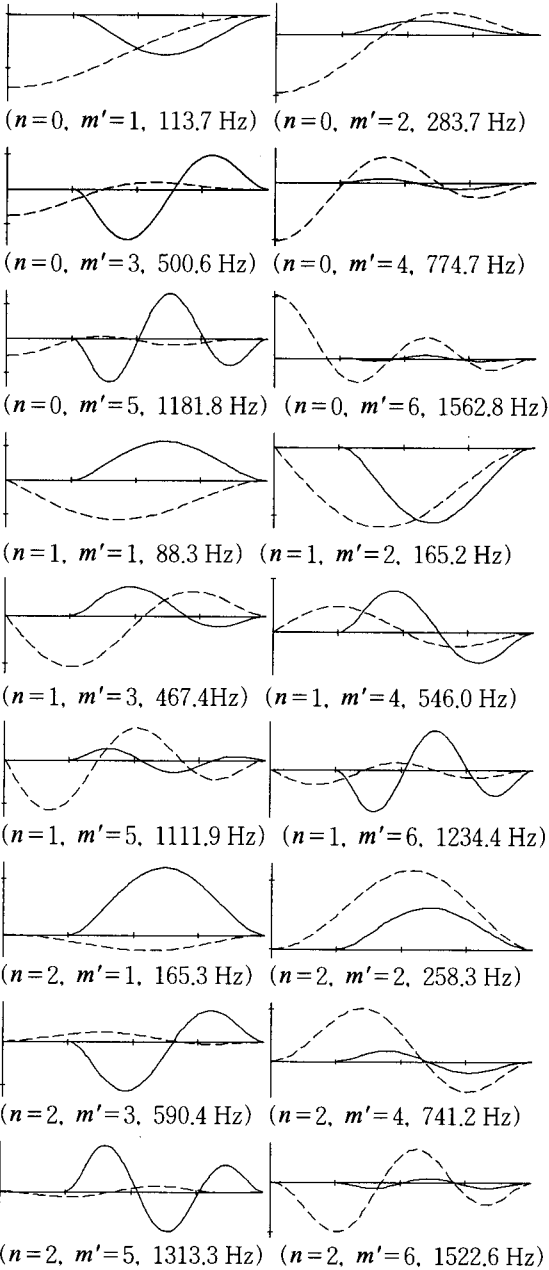 (n=0, m′=1, 113.7 Hz) (n=0, m′=2, 283.7 Hz)
(n=0, m′=3, 500.6 Hz) (n=0, m′=4, 774.7 Hz)
(n=0, m′=5, 1181.8 Hz) (n=0, m′=6, 1562.8 Hz)
(n=1, m′=1, 88.3 Hz) (n=1, m′=2, 165.2 Hz)
(n=1, m′=3, 467.4Hz) (n=1, m′=4, 546.0 Hz)
(n=1, m′=5, 1111.9 Hz) (n=1, m′=6, 1234.4 Hz)
(n=2, m′=1, 165.3 Hz) (n=2, m′=2, 258.3 Hz)
(n=2, m′=3, 590.4 Hz) (n=2, m′=4, 741.2 Hz)
(n=2, m′=5, 1313.3 Hz) (n=2, m′=6, 1522.6 Hz)